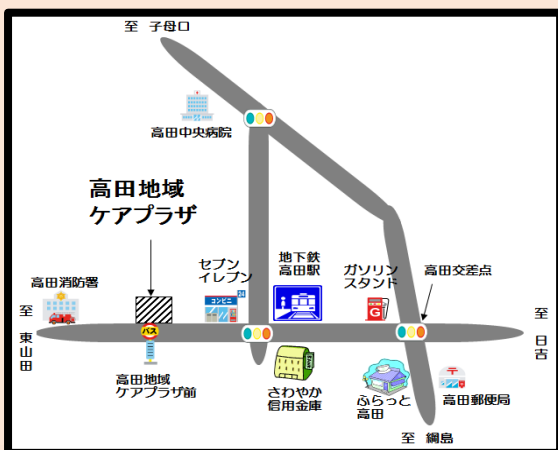 至 子母口
高田中央病院
高田地域
ケアプラザ
セブン
イレブン
コンビニ
24
地下鉄
高田駅
ガソリン
スタンド
G
高田交差点
高田消防署
至 東山田
バス
高田地域
ケアプラザ前
さわやか
信用金庫
ふらっと
高田
高田郵便局
至 日吉
至 綱島